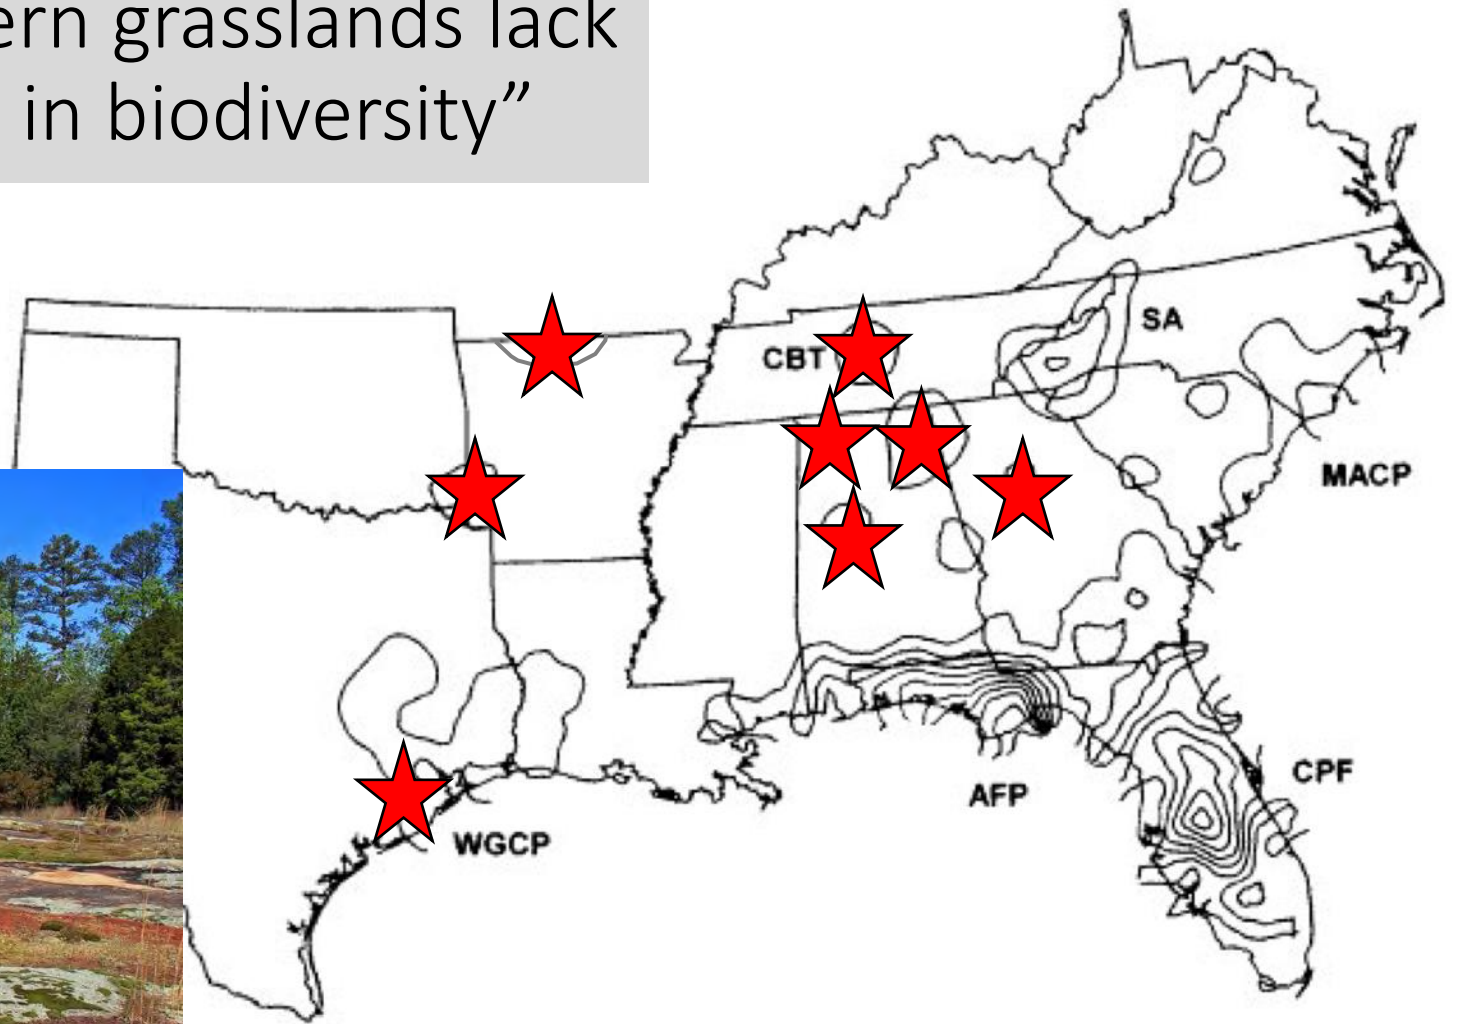 ern grasslands lack
in biodiversity”
SA
CBT
MACP
CPF
AFP
WGCP